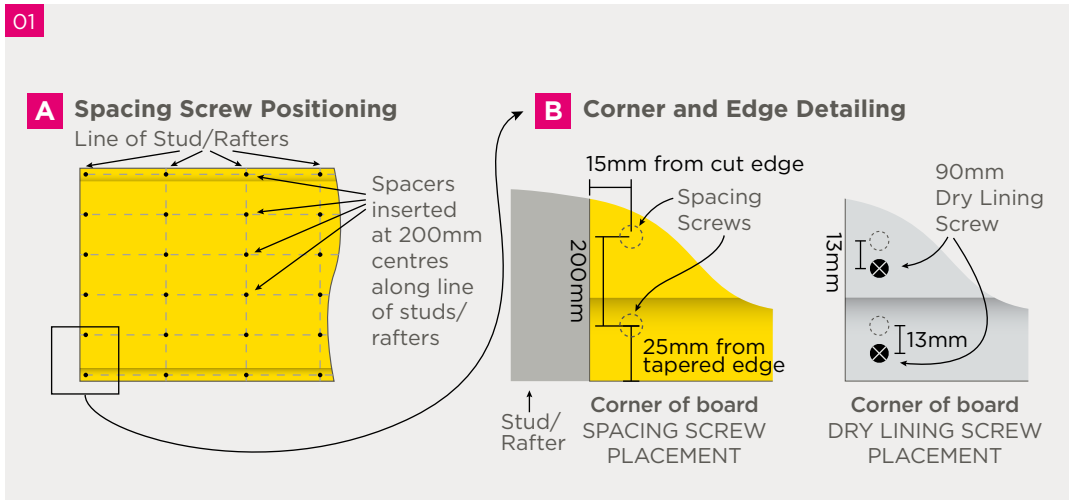 01
A Spacing Screw Positioning
Line of Stud/Rafters
Spacers
inserted
at 200mm
centres
along line
of studs/
rafters
B Corner and Edge Detailing
15mm from cut edge
Spacing
Screws
200mm
25mm from
tapered edge
Stud/
Rafter
Corner of board
SPACING SCREW
PLACEMENT
90mm
Dry Lining
Screw
13mm
13mm
Corner of board
DRY LINING SCREW
PLACEMENT